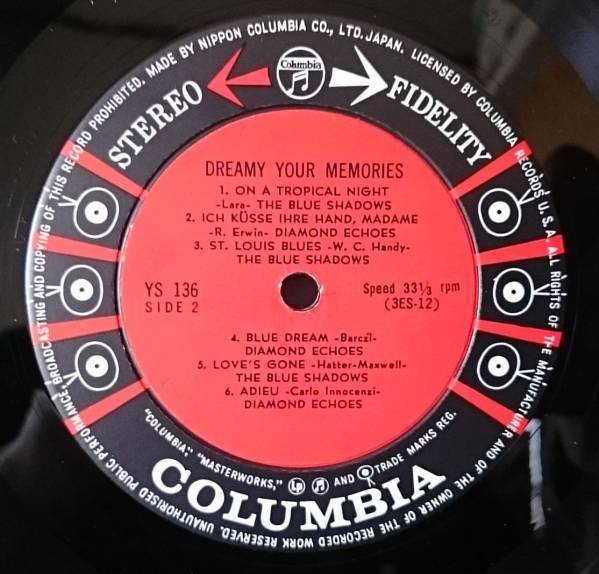 MADE BY NIPPON COLUMBIA CO., LTD. JAPAN. LICENSED BY COLUMBIA RECORDS U.S.A. ALL RIGHTS OF THE MANUFACTURER AND OF THE OWNER OF THE RECORDED WORK RESERVED. UNAUTHORISED PUBLIC PERFORMANCE, BROADCASTING AND COPYING OF THIS RECORD PROHIBITED.
Columbia
STEREO FIDELITY
DREAMY YOUR MEMORIES
1. ON A TROPICAL NIGHT
-Lara- THE BLUE SHADOWS
2. ICH KÜSSE IHRE HAND, MADAME
-R. Erwin- DIAMOND ECHOES
3. ST. LOUIS BLUES -W. C. Handy-
THE BLUE SHADOWS
YS 136 Speed 33⅓ rpm
SIDE 2 (3ES-12)
4. BLUE DREAM -Barczi-
DIAMOND ECHOES
5. LOVE'S GONE -Hatter-Maxwell-
THE BLUE SHADOWS
6. ADIEU -Carlo Innocenzi-
DIAMOND ECHOES
"COLUMBIA," "MASTERWORKS," LP AND TRADE MARKS REG.
COLUMBIA